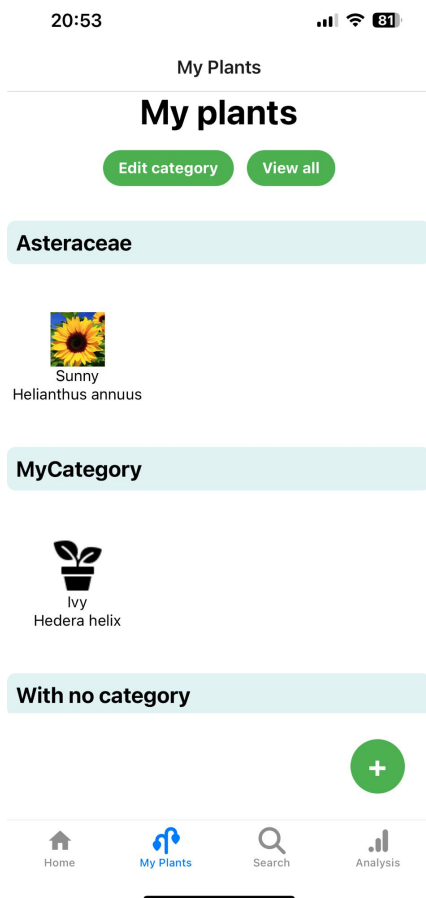 20:53
81
My Plants
My plants
Edit category
View all
Asteraceae
Sunny
Helianthus annuus
MyCategory
Ivy
Hedera helix
With no category
+
Home
My Plants
Search
Analysis